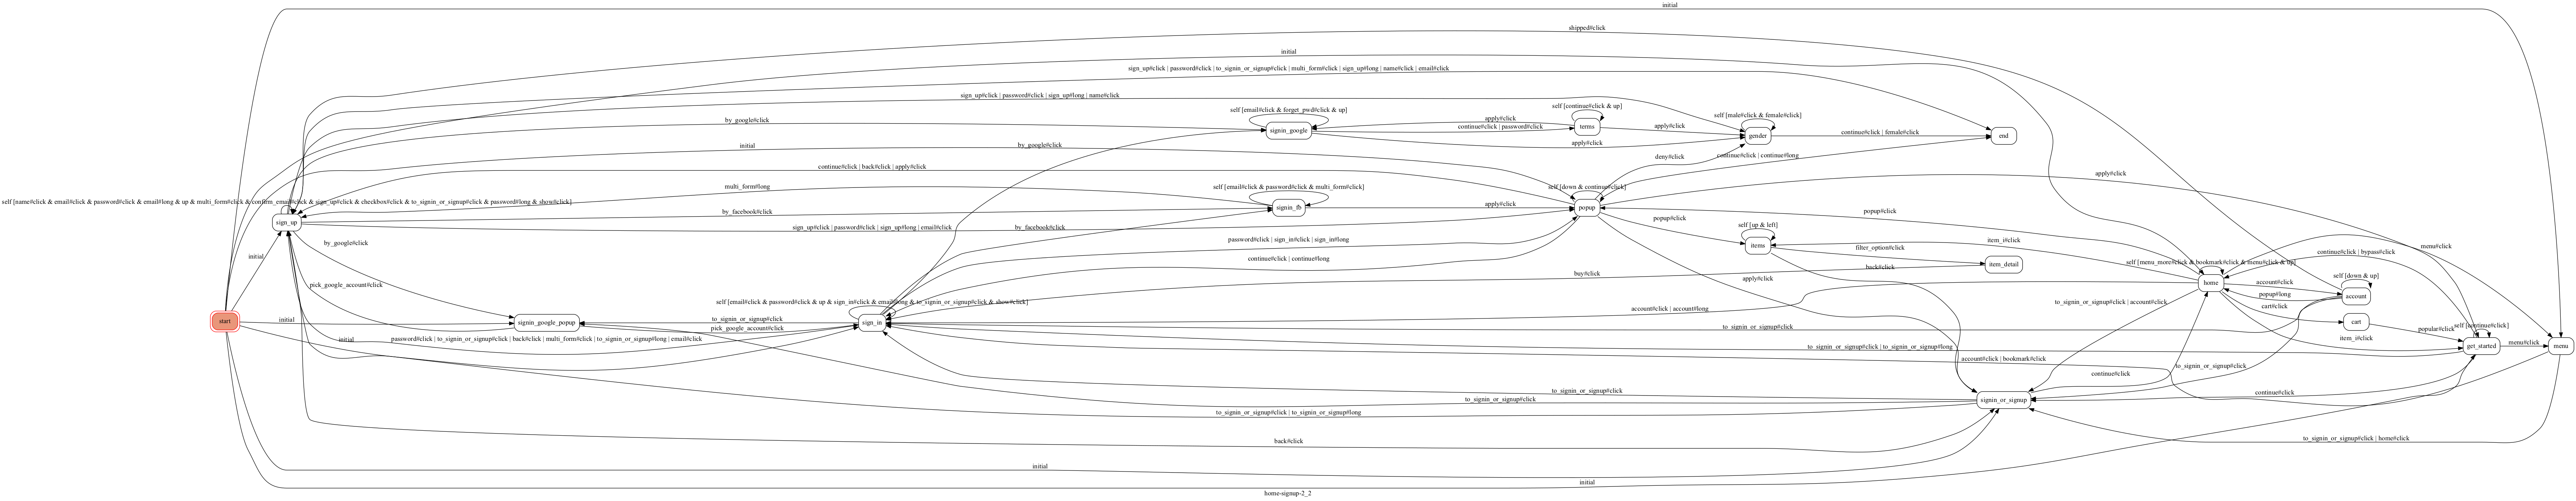 initial
shipped#click
initial
sign_up#click | password#click | to_signin_or_signup#click | multi_form#click | sign_up#long | name#click | email#click
sign_up#click | password#click | sign_up#long | name#click
self [email#click & forget_pwd#click & up]
self [continue#click & up]
self [male#click & female#click]
by_google#click
apply#click
signin_google
continue#click | password#click
terms
apply#click
gender
continue#click | female#click
end
apply#click
initial
by_google#click
deny#click
continue#click | continue#long
continue#click | back#click | apply#click
apply#click
multi_form#long
self [email#click & password#click & multi_form#click]
self [down & continue#click]
self [name#click & email#click & password#click & email#long & up & multi_form#click & confirm_email#click & sign_up#click & checkbox#click & to_signin_or_signup#click & password#long & show#click]
signin_fb
apply#click
popup
by_facebook#click
popup#click
sign_up
popup#click
sign_up#click | password#click | sign_up#long | email#click
by_facebook#click
self [up & left]
by_google#click
password#click | sign_in#click | sign_in#long
item_i#click
items
filter_option#click
menu#click
continue#click | bypass#click
initial
continue#click | continue#long
item_detail
self [menu_more#click & bookmark#click & menu#click & up]
back#click
buy#click
self [down & up]
apply#click
pick_google_account#click
home
account#click
popup#long
account
self [email#click & password#click & up & sign_in#click & email#long & to_signin_or_signup#click & show#click]
to_signin_or_signup#click | account#click
cart#click
account#click | account#long
start
initial
signin_google_popup
to_signin_or_signup#click
sign_in
cart
pick_google_account#click
to_signin_or_signup#click
popular#click
self [continue#click]
initial
password#click | to_signin_or_signup#click | back#click | multi_form#click | to_signin_or_signup#long | email#click
item_i#click
to_signin_or_signup#click | to_signin_or_signup#long
get_started
menu#click
menu
account#click | bookmark#click
to_signin_or_signup#click
continue#click
to_signin_or_signup#click
continue#click
to_signin_or_signup#click
signin_or_signup
to_signin_or_signup#click | to_signin_or_signup#long
back#click
to_signin_or_signup#click | home#click
initial
initial
home-signup-2_2